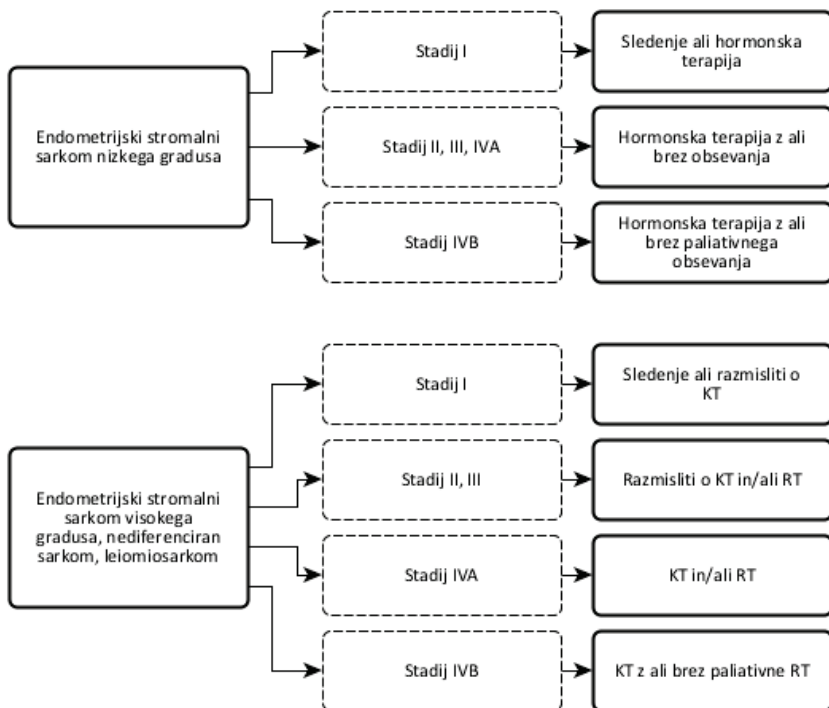 Endometrijski stromalni
sarkom nizkega gradusa
Stadij I
Sledenje ali hormonska
terapija
Stadij II, III, IVA
Hormonska terapija z ali
brez obsevanja
Stadij IVB
Hormonska terapija z ali
brez paliativnega
obsevanja
Endometrijski stromalni
sarkom visokega
gradusa, nediferenciran
sarkom, leiomiosarkom
Stadij I
Sledenje ali razmisliti o
KT
Stadij II, III
Razmisliti o KT in/ali RT
Stadij IVA
KT in/ali RT
Stadij IVB
KT z ali brez paliativne RT